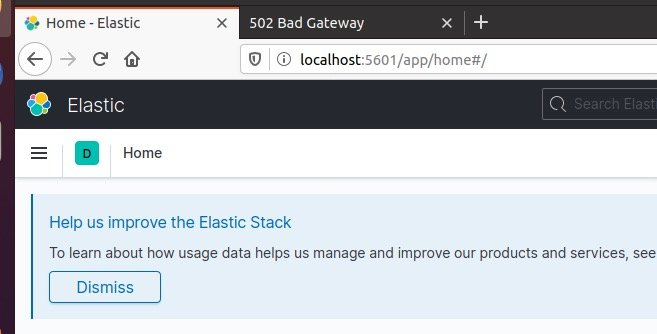 Home - Elastic
502 Bad Gateway
localhost:5601/app/home#/
Elastic
Search Elast
D
Home
Help us improve the Elastic Stack
To learn about how usage data helps us manage and improve our products and services, see
Dismiss